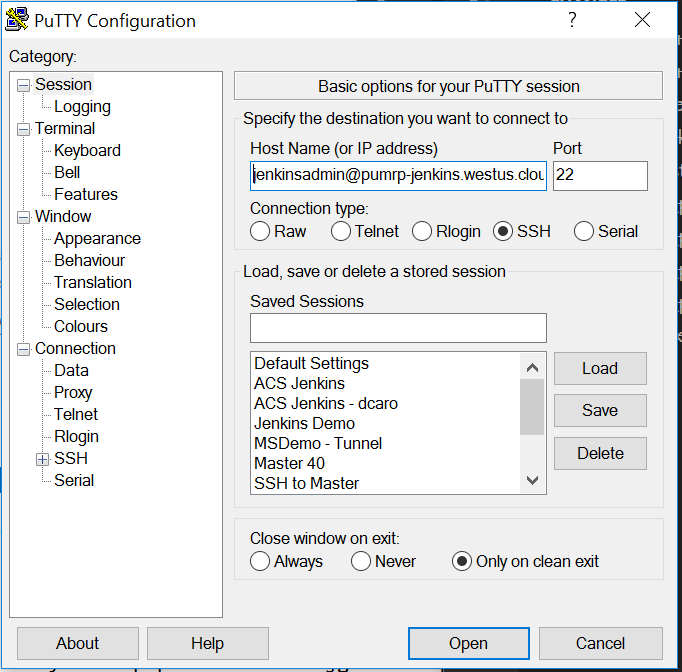 PuTTY Configuration
?
Category:
Session
Logging
Terminal
Keyboard
Bell
Features
Window
Appearance
Behaviour
Translation
Selection
Colours
Connection
Data
Proxy
Telnet
Rlogin
SSH
Serial
Basic options for your PuTTY session
Specify the destination you want to connect to
Host Name (or IP address) Port
jenkinsadmin@pumrp-jenkins.westus.clou 22
Connection type:
Raw Telnet Rlogin SSH Serial
Load, save or delete a stored session
Saved Sessions
Default Settings
ACS Jenkins
ACS Jenkins - dcaro
Jenkins Demo
MSDemo - Tunnel
Master 40
SSH to Master
Load
Save
Delete
Close window on exit:
Always Never Only on clean exit
About Help Open Cancel